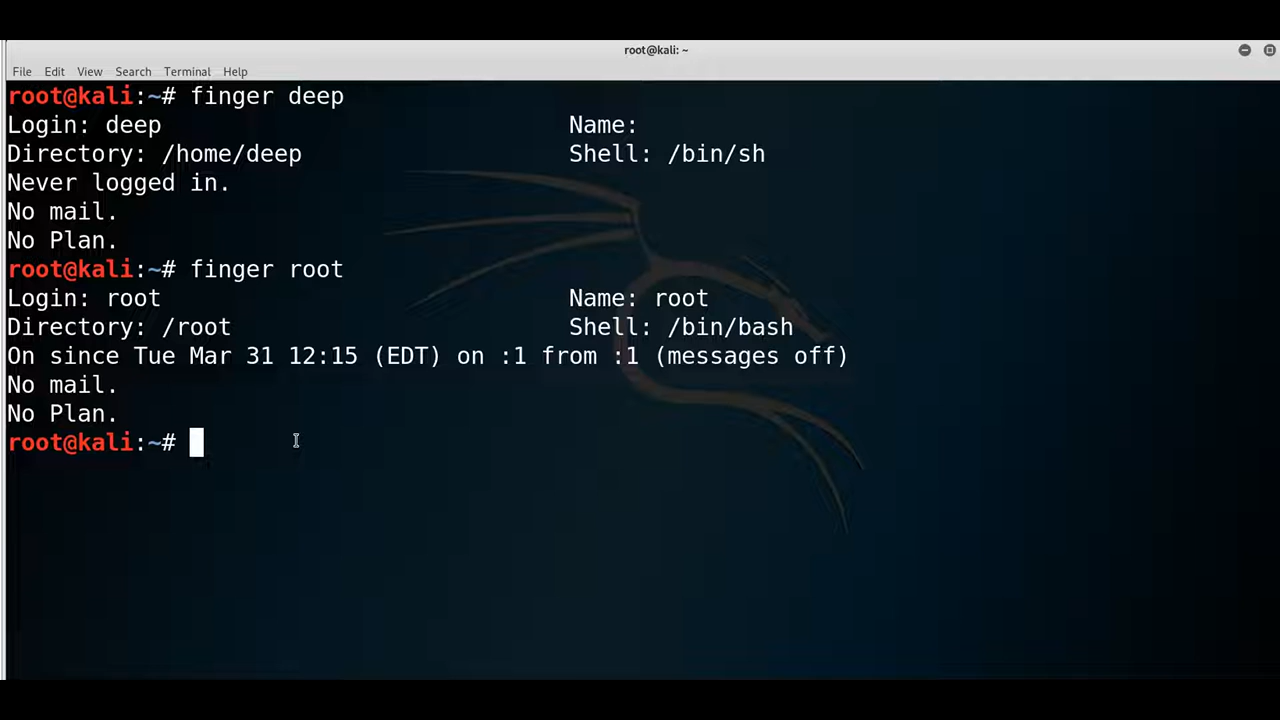 root@kali: ~
File Edit View Search Terminal Help
root@kali:~# finger deep
Login: deep Name:
Directory: /home/deep Shell: /bin/sh
Never logged in.
No mail.
No Plan.
root@kali:~# finger root
Login: root Name: root
Directory: /root Shell: /bin/bash
On since Tue Mar 31 12:15 (EDT) on :1 from :1 (messages off)
No mail.
No Plan.
root@kali:~#